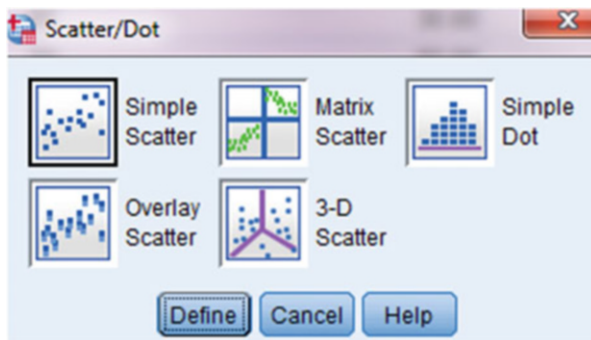 Scatter/Dot
Simple
Scatter
Matrix
Scatter
Simple
Dot
Overlay
Scatter
3-D
Scatter
Define
Cancel
Help